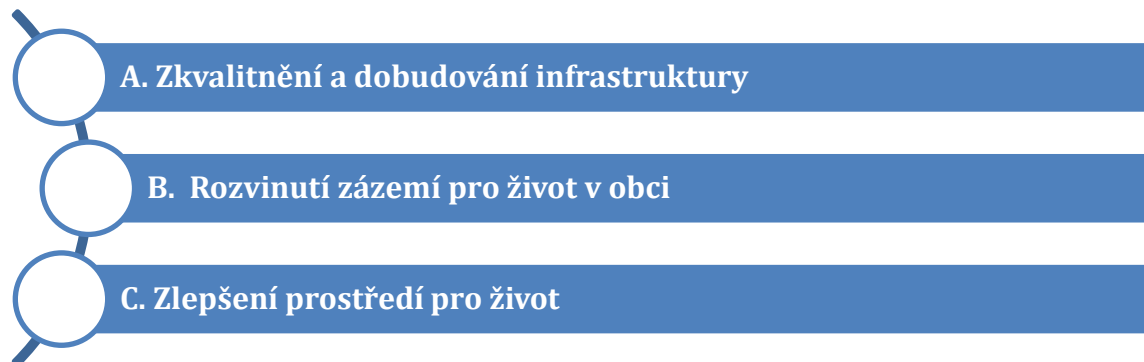 A. Zkvalitnění a dobudování infrastruktury
B. Rozvinutí zázemí pro život v obci
C. Zlepšení prostředí pro život